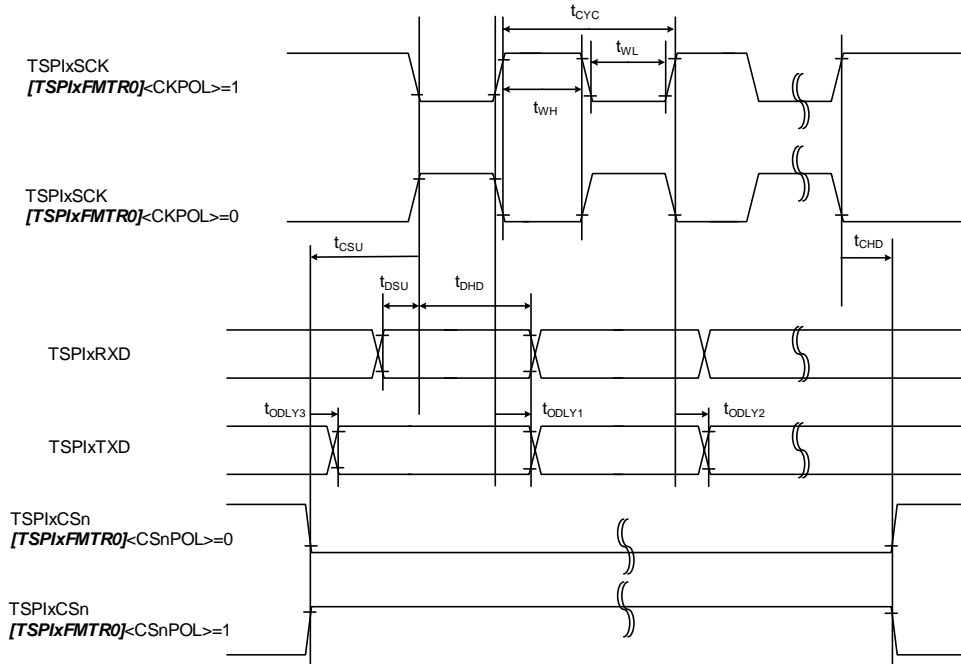 tCYC
tWL
TSPIxSCK
[TSPIxFMTR0]<CKPOL>=1
tWH
TSPIxSCK
[TSPIxFMTR0]<CKPOL>=0
tCSU
tCHD
tDSU
tDHD
TSPIxRXD
tODLY3
tODLY1
tODLY2
TSPIxTXD
TSPIxCSn
[TSPIxFMTR0]<CSnPOL>=0
TSPIxCSn
[TSPIxFMTR0]<CSnPOL>=1